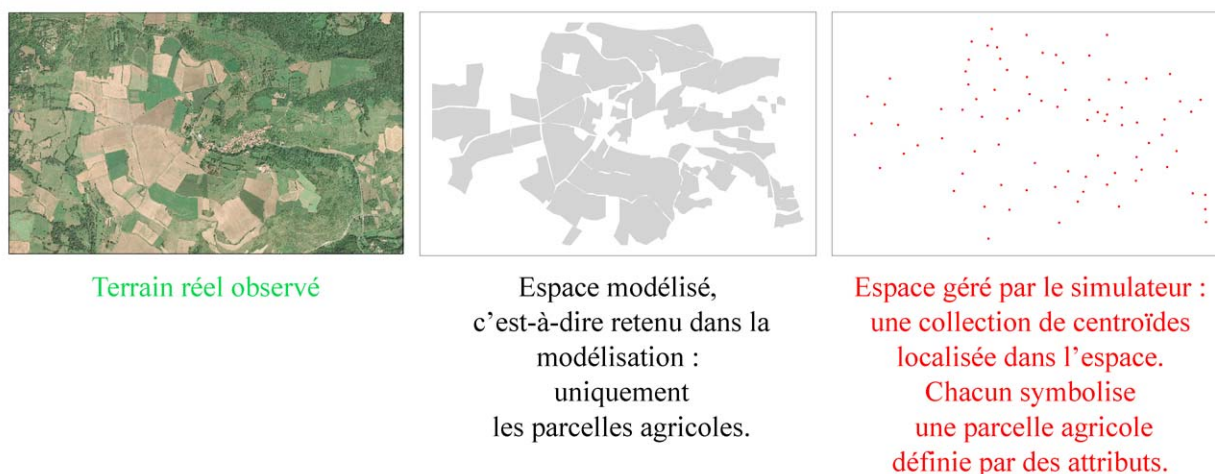 Terrain réel observé
Espace modélisé,
c’est-à-dire retenu dans la
modélisation :
uniquement
les parcelles agricoles.
Espace géré par le simulateur :
une collection de centroïdes
localisée dans l’espace.
Chacun symbolise
une parcelle agricole
définie par des attributs.